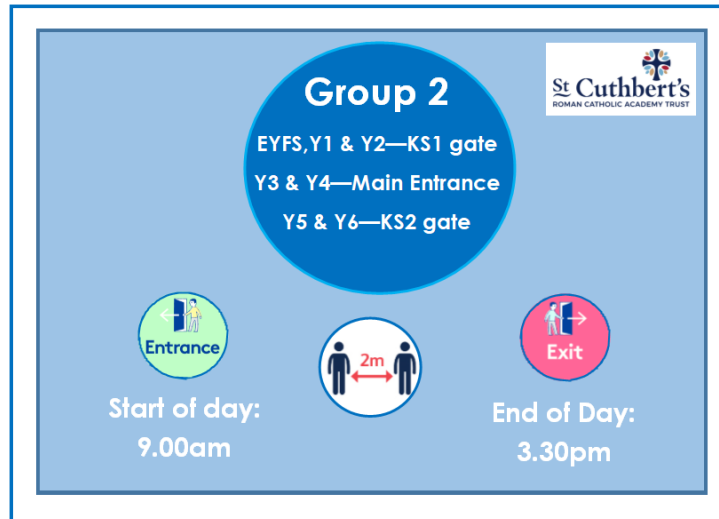 Group 2
EYFS,Y1 & Y2—KS1 gate
Y3 & Y4—Main Entrance
Y5 & Y6—KS2 gate
St Cuthbert's
ROMAN CATHOLIC ACADEMY TRUST
Entrance
2m
Exit
Start of day:
9.00am
End of Day:
3.30pm